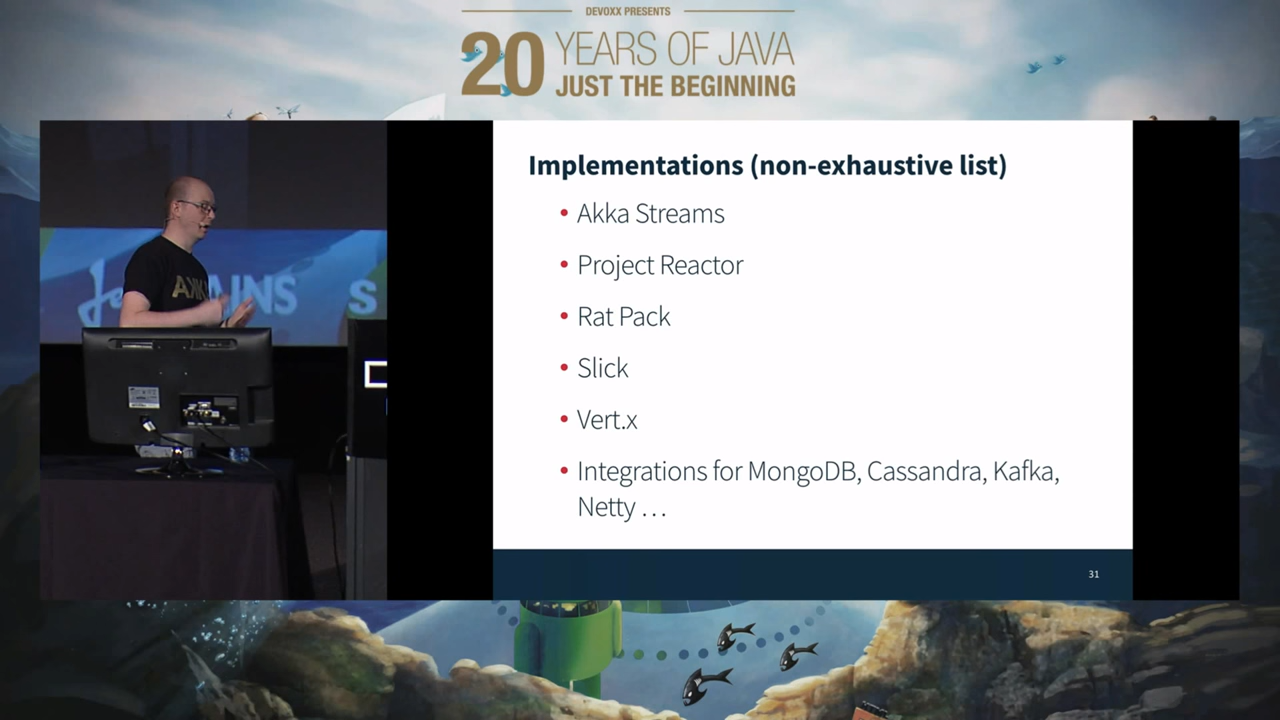 DEVOXX PRESENTS
20 YEARS OF JAVA
JUST THE BEGINNING
Implementations (non-exhaustive list)
• Akka Streams
• Project Reactor
• Rat Pack
• Slick
• Vert.x
• Integrations for MongoDB, Cassandra, Kafka,
Netty …
31